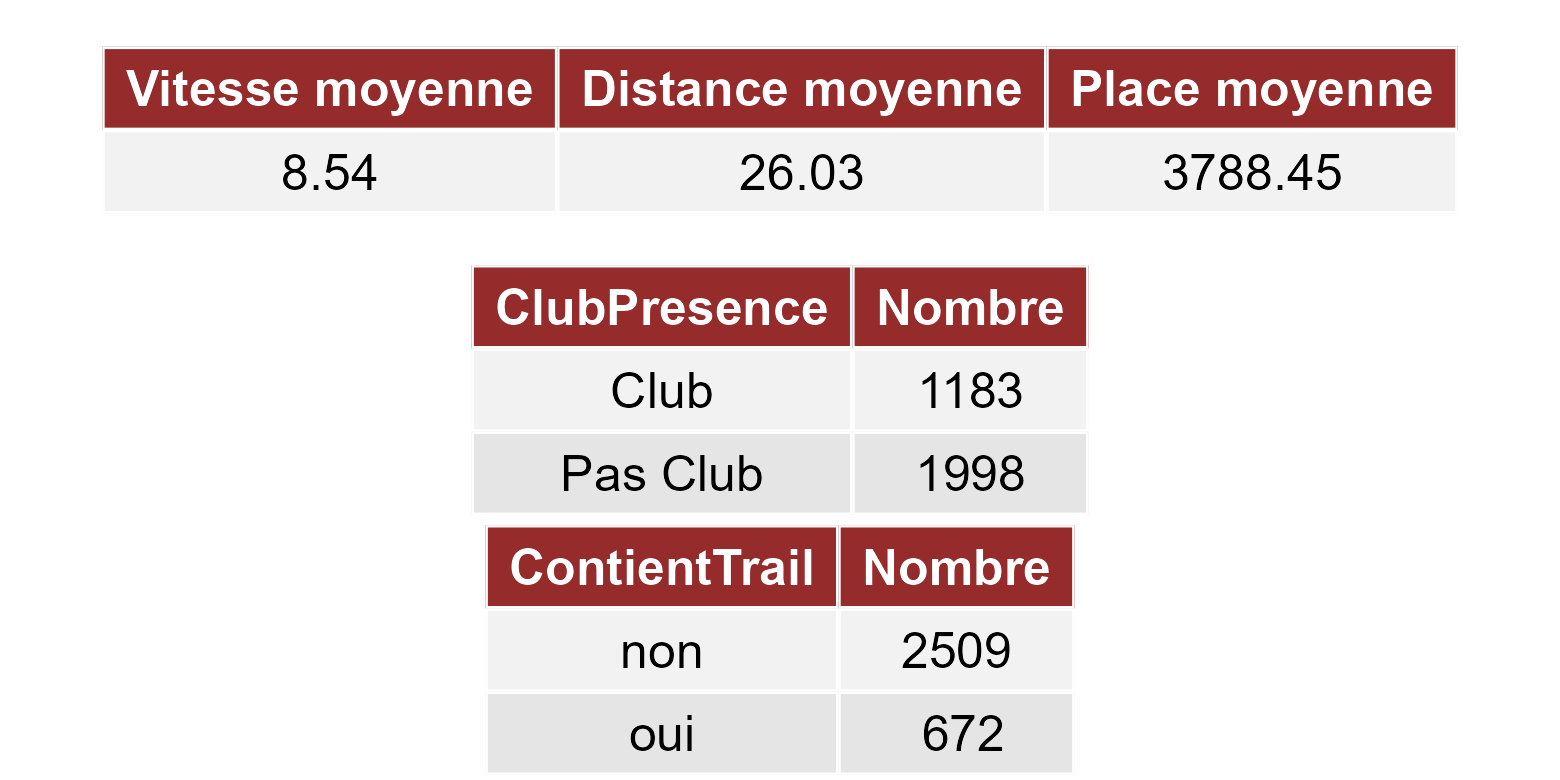 Vitesse moyenne Distance moyenne Place moyenne
8.54 26.03 3788.45
ClubPresence Nombre
Club 1183
Pas Club 1998
ContientTrail Nombre
non 2509
oui 672